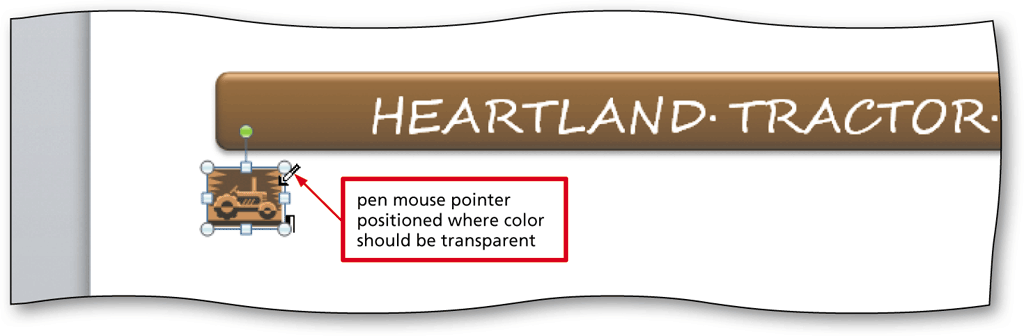 HEARTLAND·TRACTOR·
¶
pen mouse pointer
positioned where color
should be transparent